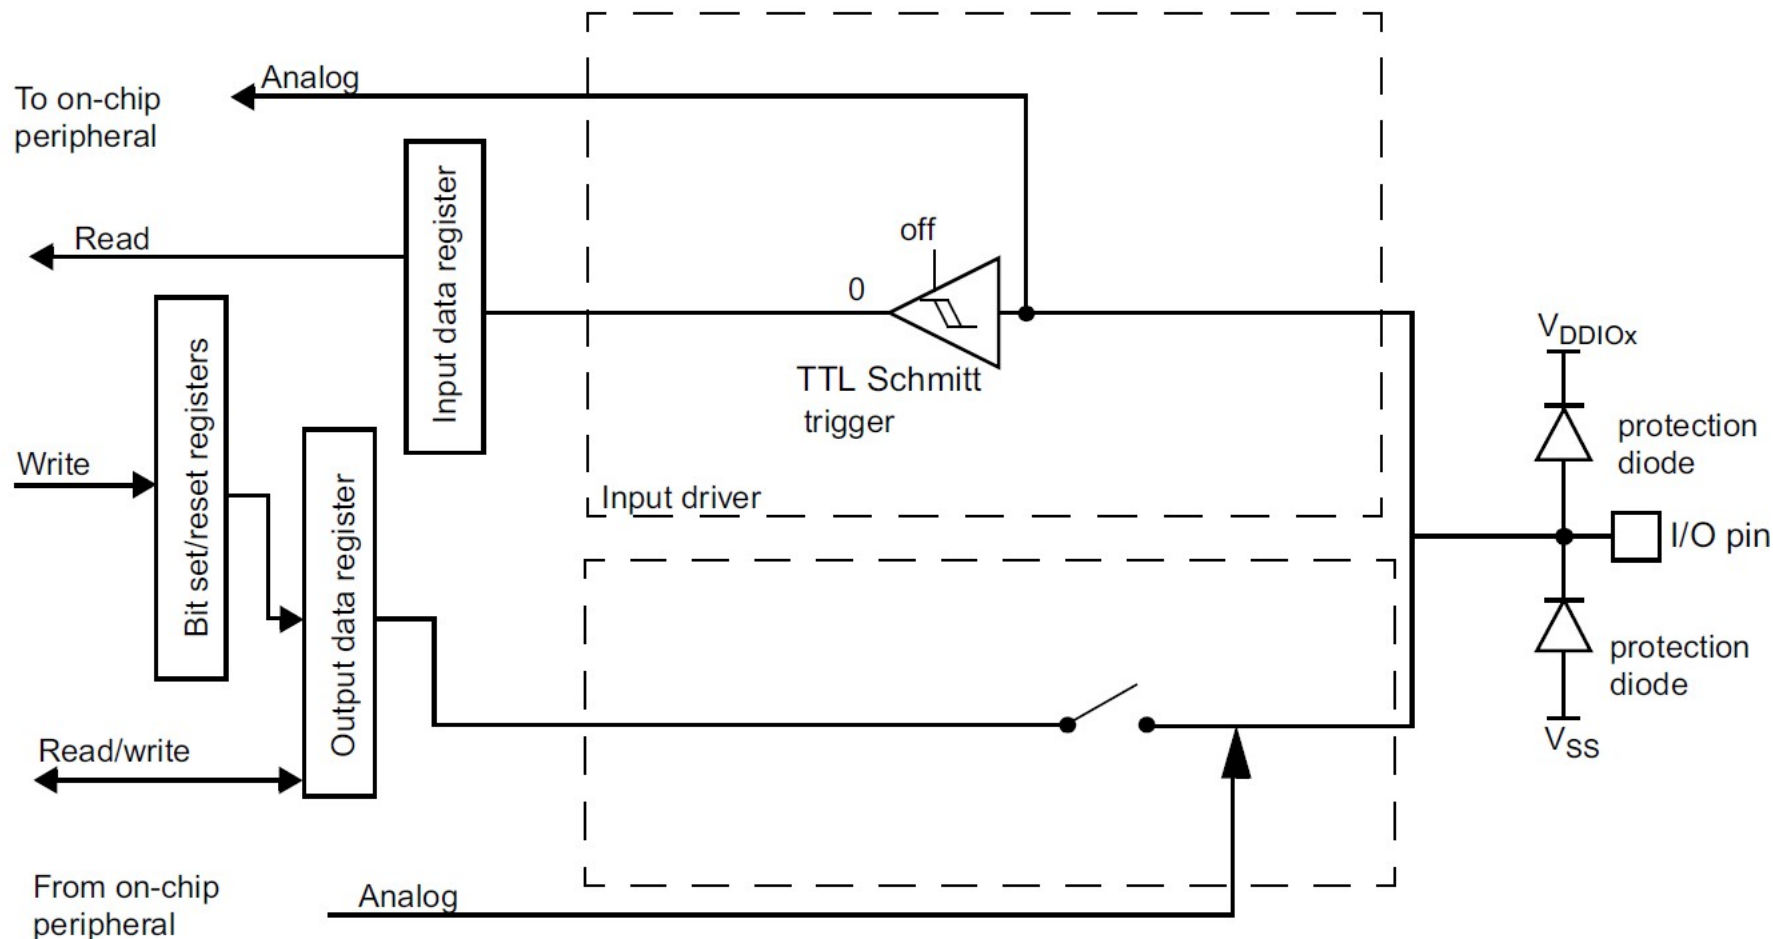 Analog
To on-chip
peripheral
Read
Input data register
off
0
TTL Schmitt
trigger
Input driver
Bit set/reset registers
Write
Output data register
Read/write
From on-chip
peripheral
Analog
VDDIOx
protection
diode
I/O pin
protection
diode
VSS